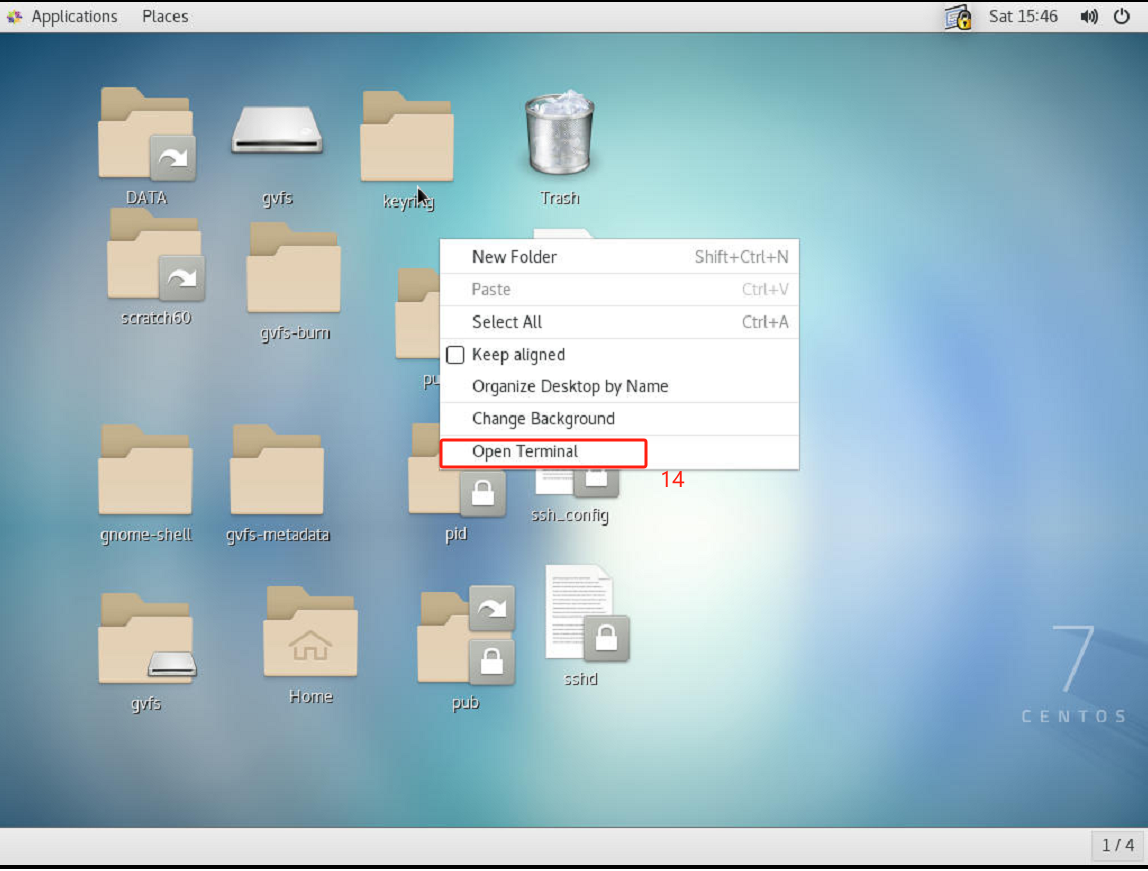 Applications Places Sat 15:46
DATA gvfs keyring Trash
scratch60 gvfs-burn
New Folder Shift+Ctrl+N
Paste Ctrl+V
Select All Ctrl+A
Keep aligned
pu
Organize Desktop by Name
Change Background
Open Terminal
14
ssh_config
gnome-shell gvfs-metadata pid
gvfs Home pub sshd
7
CENTOS
1 / 4